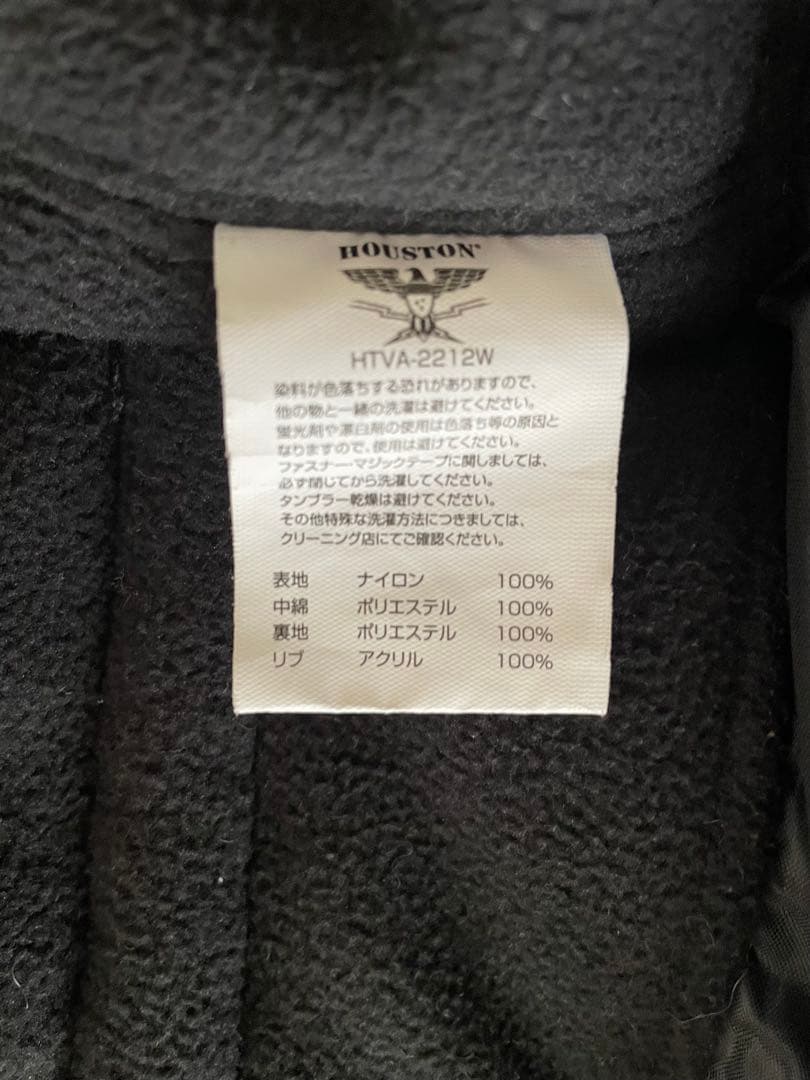 HOUSTON
HTVA-2212W
染料が色落ちする恐れがありますので、
他の物と一緒の洗濯は避けてください。
蛍光剤や漂白剤の使用は色落ち等の原因と
なりますので、使用は避けてください。
ファスナー・マジックテープに関しましては、
必ず閉じてから洗濯してください。
タンブラー乾燥は避けてください。
その他特殊な洗濯方法につきましては、
クリーニング店にてご確認ください。
表地 ナイロン 100%
中綿 ポリエステル 100%
裏地 ポリエステル 100%
リブ アクリル 100%